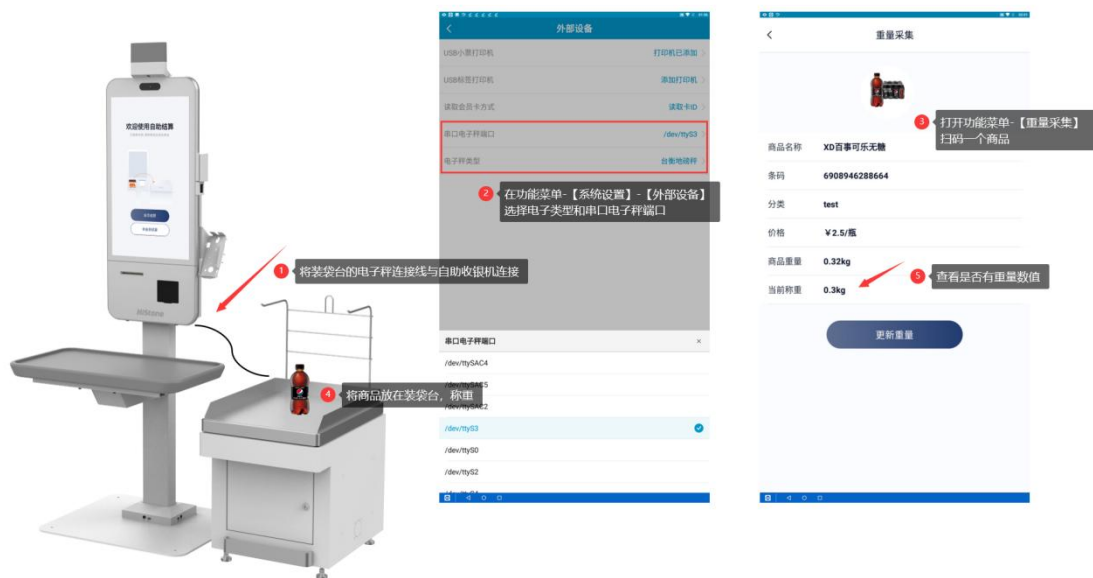 欢迎使用自助结算
1 将装袋台的电子秤连接线与自助收银机连接
4 将商品放在装袋台，称重
外部设备
USB小票打印机 打印机已添加
USB标签打印机 添加打印机
读取会员卡方式 读取卡ID
串口电子秤端口 /dev/ttyS3
电子秤类型 台衡地磅秤
2 在功能菜单-【系统设置】-【外部设备】
选择电子类型和串口电子秤端口
串口电子秤端口 ×
/dev/ttySAC4
/dev/ttySAC5
/dev/ttySAC2
/dev/ttyS3
/dev/ttyS0
/dev/ttyS2
重量采集
3 打开功能菜单-【重量采集】
扫码一个商品
商品名称 XD百事可乐无糖
条码 6908946288664
分类 test
价格 ￥2.5/瓶
商品重量 0.32kg
当前称重 0.3kg
5 查看是否有重量数值
更新重量